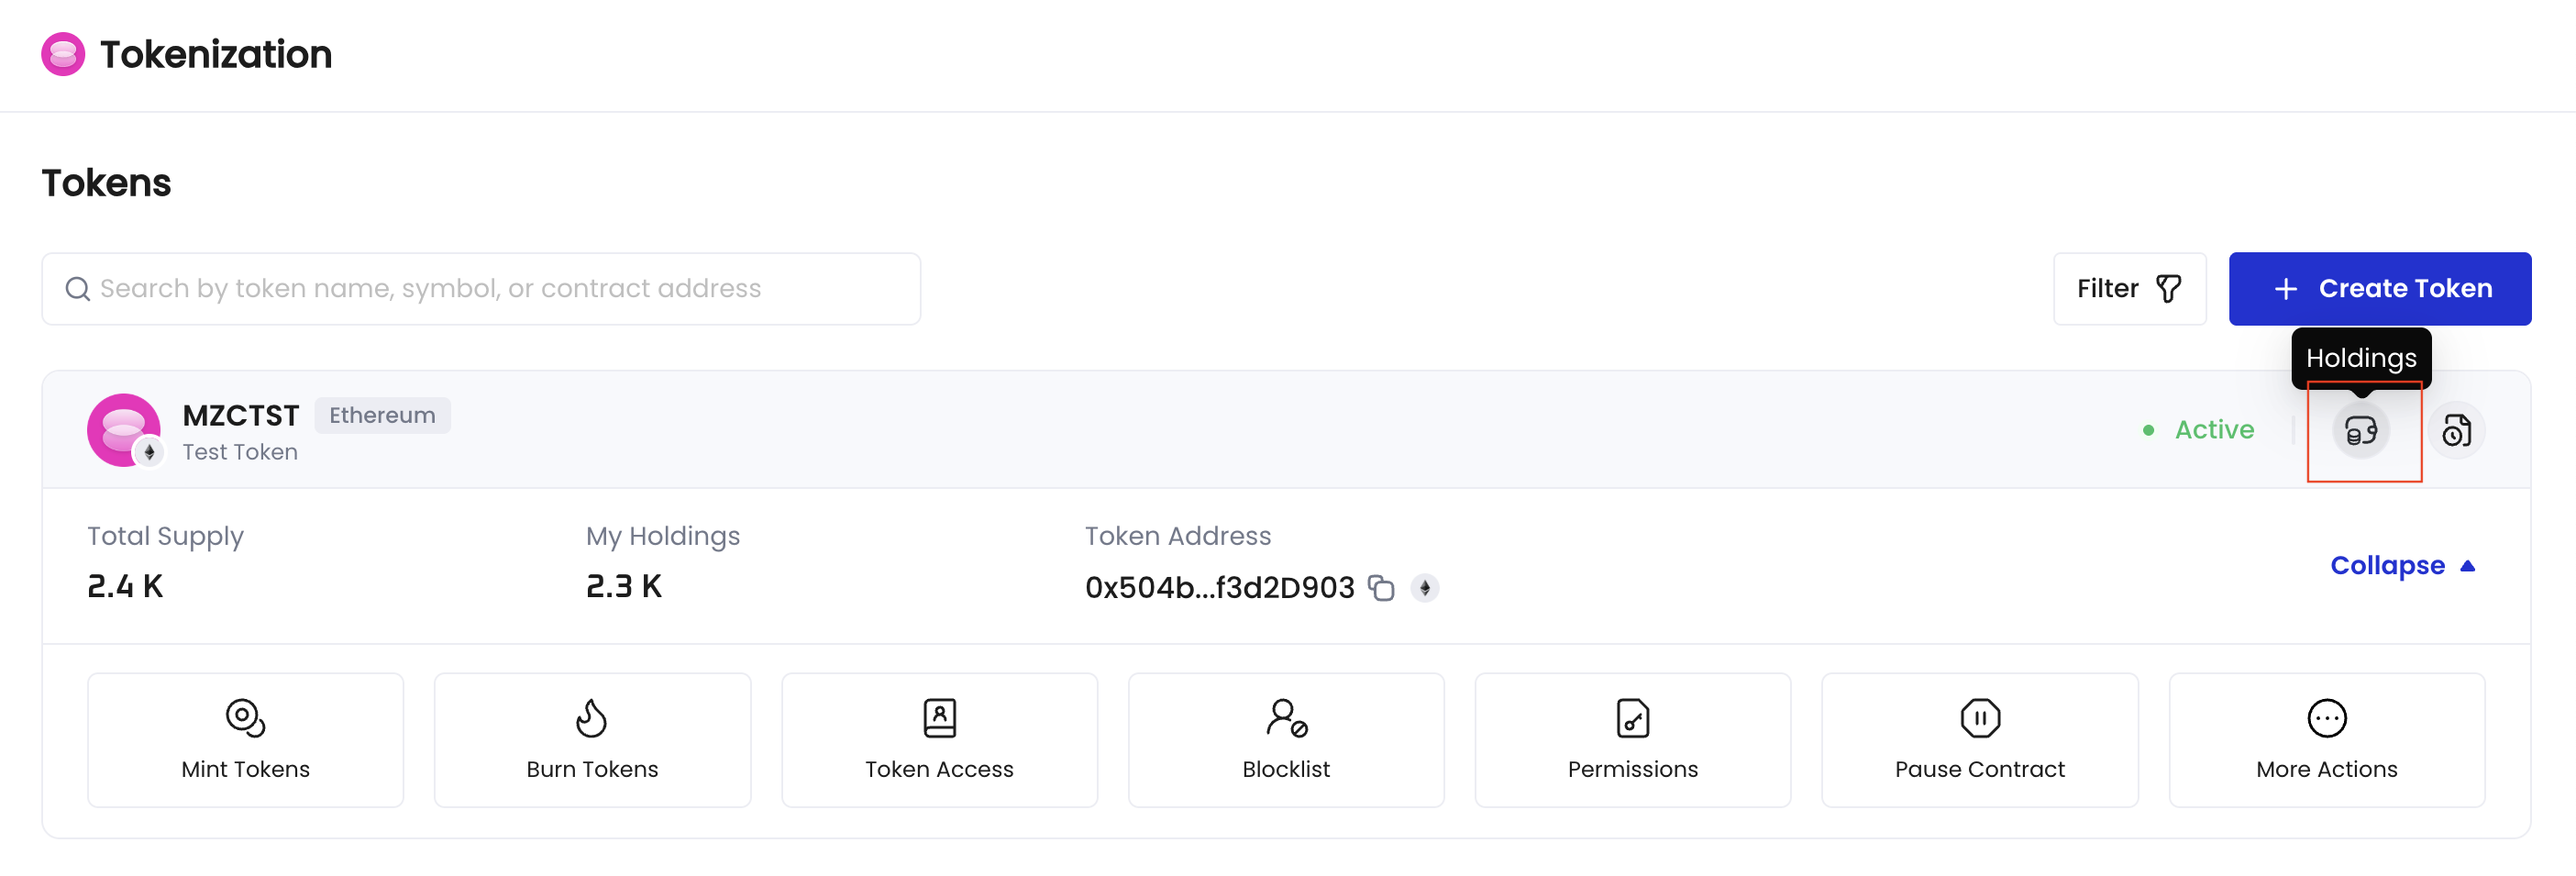 Tokenization
Tokens
Search by token name, symbol, or contract address
Filter
Create Token
Holdings
MZCTST
Ethereum
Test Token
Active
Total Supply
My Holdings
Token Address
2.4 K
2.3 K
0x504b...f3d2D903
Collapse
Mint Tokens
Burn Tokens
Token Access
Blocklist
Permissions
Pause Contract
More Actions